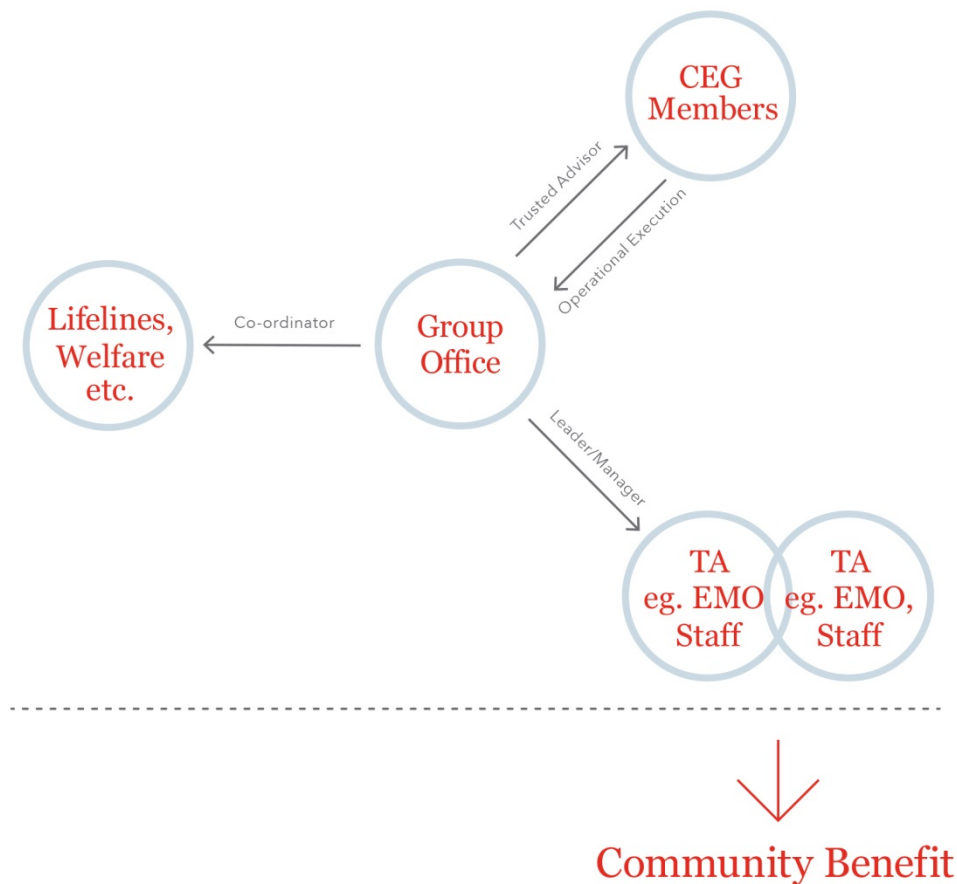 CEG
Members
Trusted Advisor
Operational Execution
Lifelines,
Welfare
etc.
Co-ordinator
Group
Office
Leader/Manager
TA
eg. EMO
Staff
TA
eg. EMO,
Staff
Community Benefit